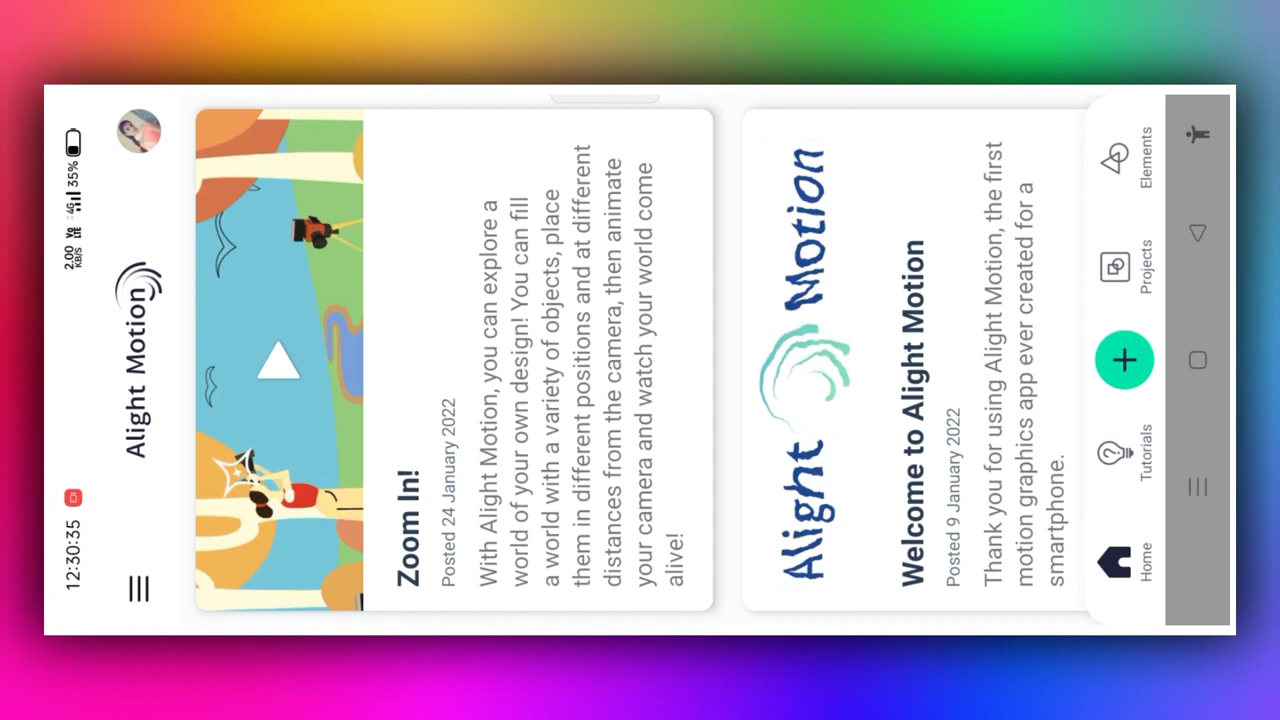 12:30:35
2.00 KB/S Vo LTE 4G 35%
Alight Motion
Zoom In!
Posted 24 January 2022
With Alight Motion, you can explore a
world of your own design! You can fill
a world with a variety of objects, place
them in different positions and at different
distances from the camera, then animate
your camera and watch your world come
alive!
Alight Motion
Welcome to Alight Motion
Posted 9 January 2022
Thank you for using Alight Motion, the first
motion graphics app ever created for a
smartphone.
Home
Tutorials
Projects
Elements